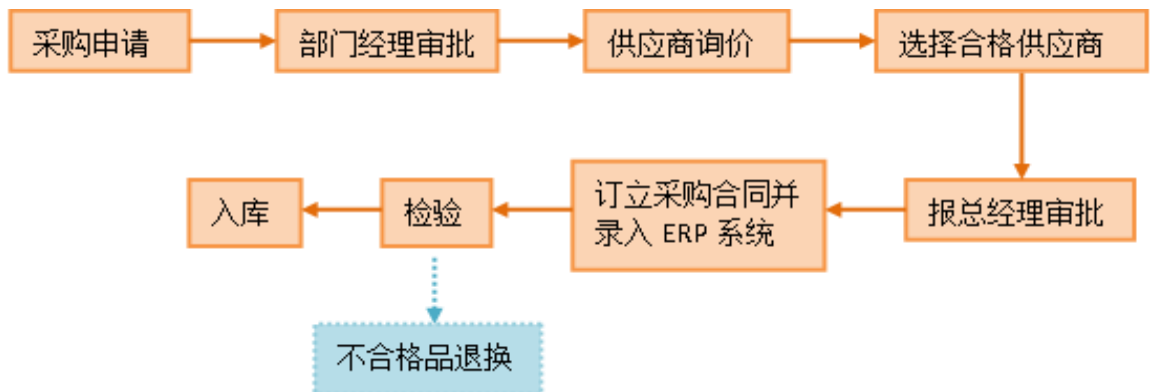 采购申请
部门经理审批
供应商询价
选择合格供应商
报总经理审批
订立采购合同并
录入 ERP 系统
检验
入库
不合格品退换